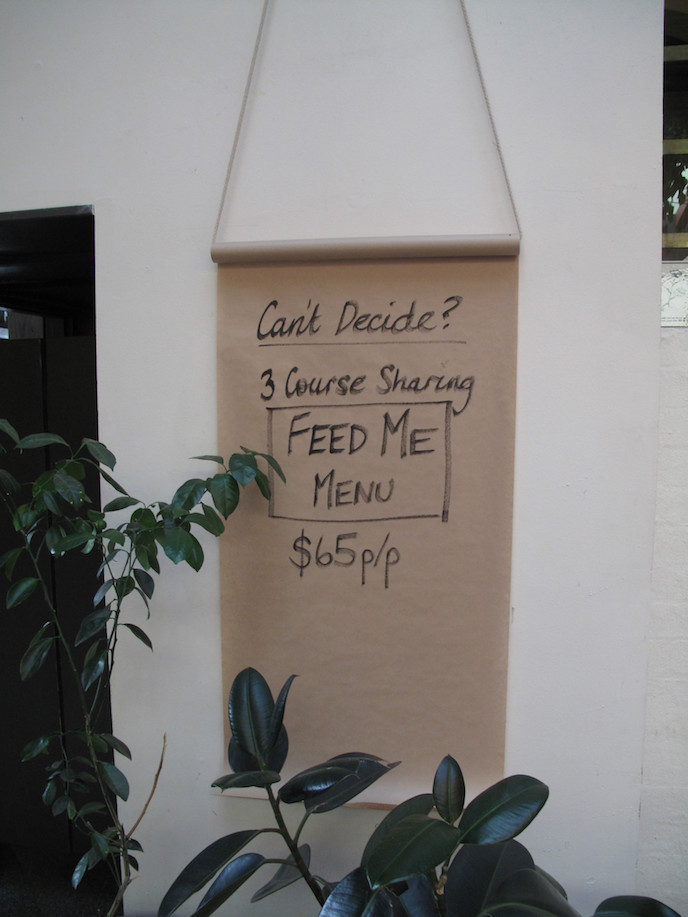 Can't Decide?
3 Course Sharing
FEED ME
MENU
$65p/p